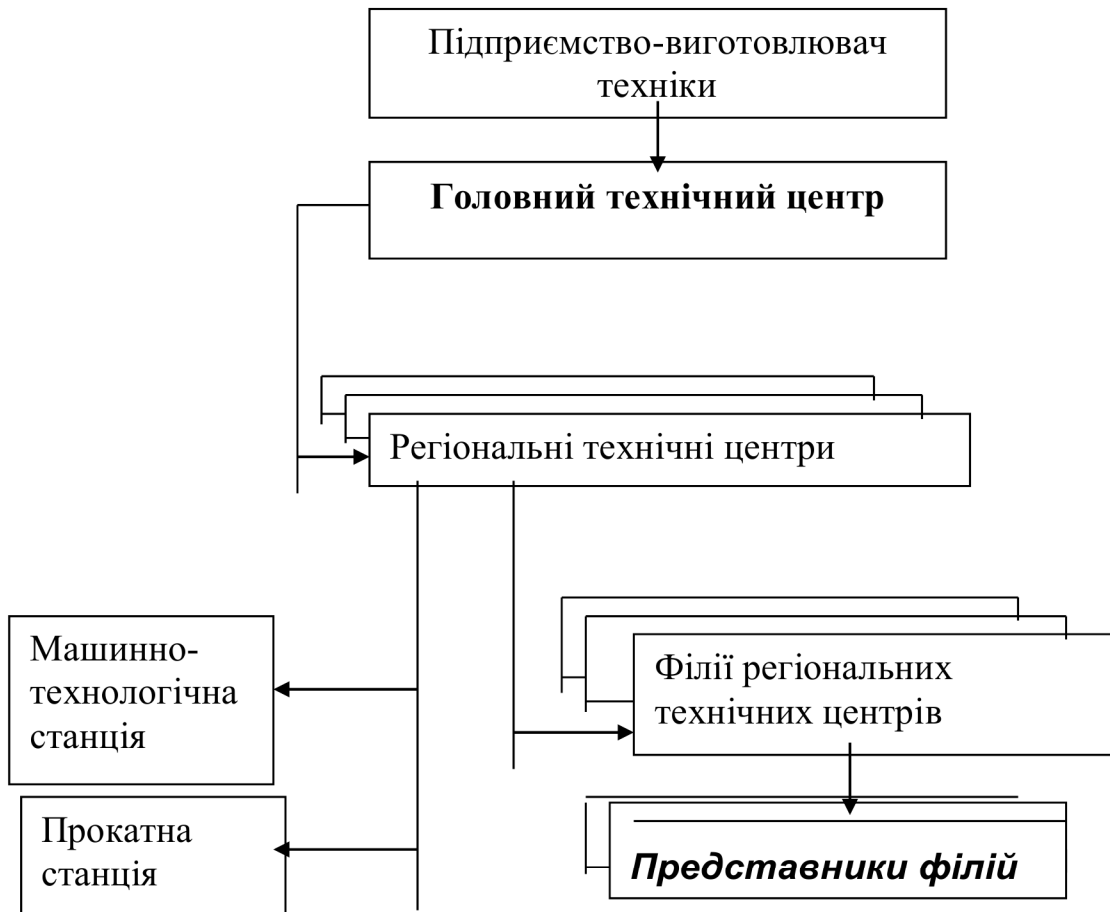 Підприємство-виготовлювач
техніки
Головний технічний центр
Регіональні технічні центри
Машинно-
технологічна
станція
Філії регіональних
технічних центрів
Прокатна
станція
Представники філій